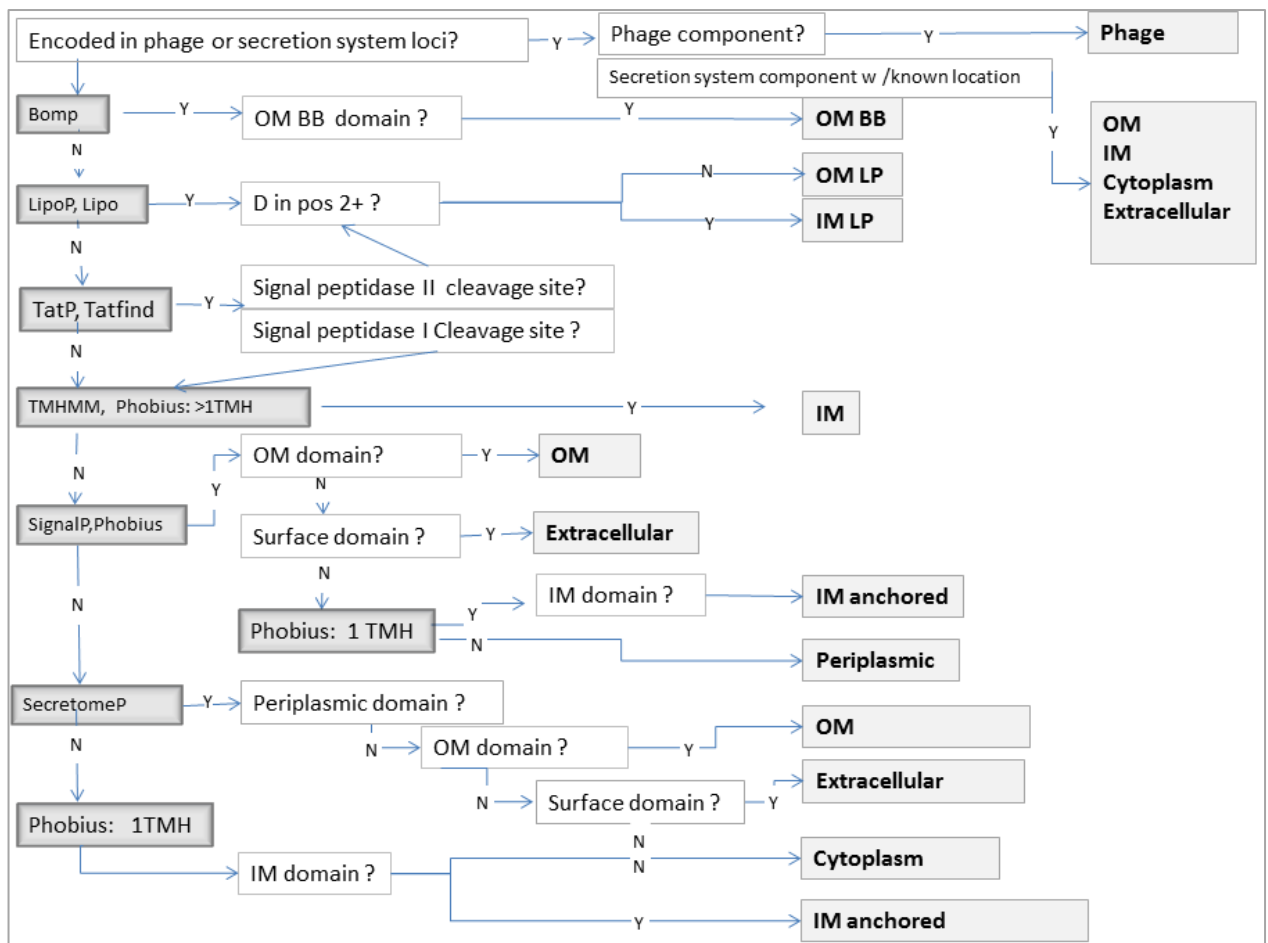 Encoded in phage or secretion system loci?
Y
Phage component?
Y
Phage
Secretion system component w /known location
Y
OM
IM
Cytoplasm
Extracellular
Bomp
Y
OM BB domain ?
Y
OM BB
N
LipoP, Lipo
Y
D in pos 2+ ?
N
OM LP
Y
IM LP
N
Signal peptidase II cleavage site?
TatP, Tatfind
Y
Signal peptidase I Cleavage site ?
N
TMHMM, Phobius: >1TMH
Y
IM
N
OM domain?
Y
OM
Y
N
SignalP,Phobius
Surface domain ?
Y
Extracellular
N
N
IM domain ?
IM anchored
Phobius: 1 TMH
Y
N
Periplasmic
SecretomeP
Y
Periplasmic domain ?
N
N
OM domain ?
Y
OM
N
Surface domain ?
Y
Extracellular
Phobius: 1TMH
N
N
Cytoplasm
IM domain ?
Y
IM anchored